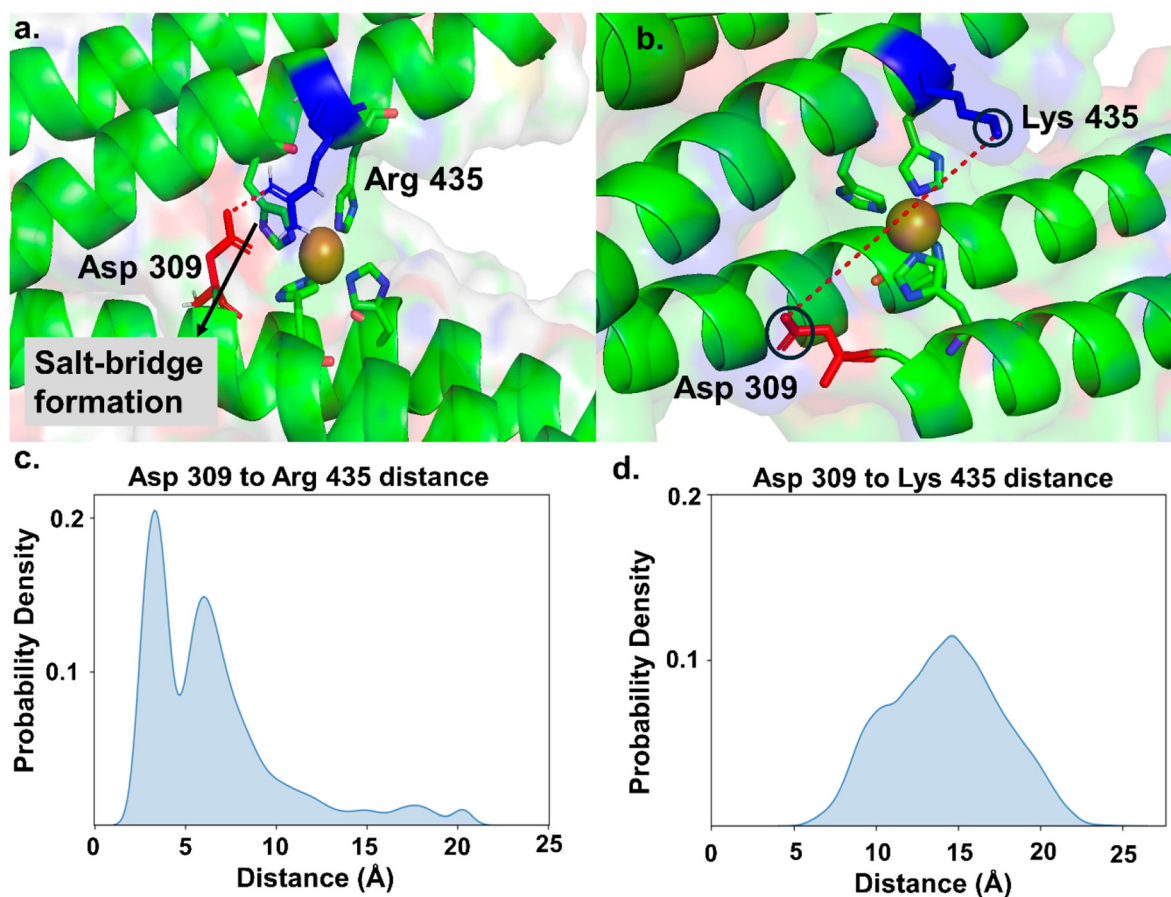 a.
Arg 435
Asp 309
Salt-bridge
formation
b.
Lys 435
Asp 309
c.
Asp 309 to Arg 435 distance
0.2
0.1
Probability Density
0 5 10 15 20 25
Distance (Å)
d.
Asp 309 to Lys 435 distance
0.2
0.1
Probability Density
0 5 10 15 20 25
Distance (Å)